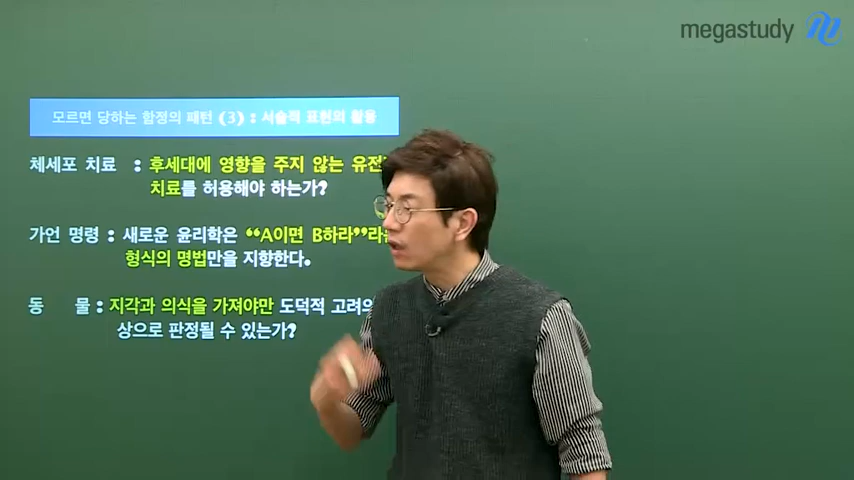 megastudy
모르면 당하는 함정의 패턴 (3) : 서술적 표현의 활용
체세포 치료 : 후세대에 영향을 주지 않는 유전
치료를 허용해야 하는가?
가언 명령 : 새로운 윤리학은 “A이면 B하라”라는
형식의 명법만을 지향한다.
동 물 : 지각과 의식을 가져야만 도덕적 고려의
상으로 판정될 수 있는가?